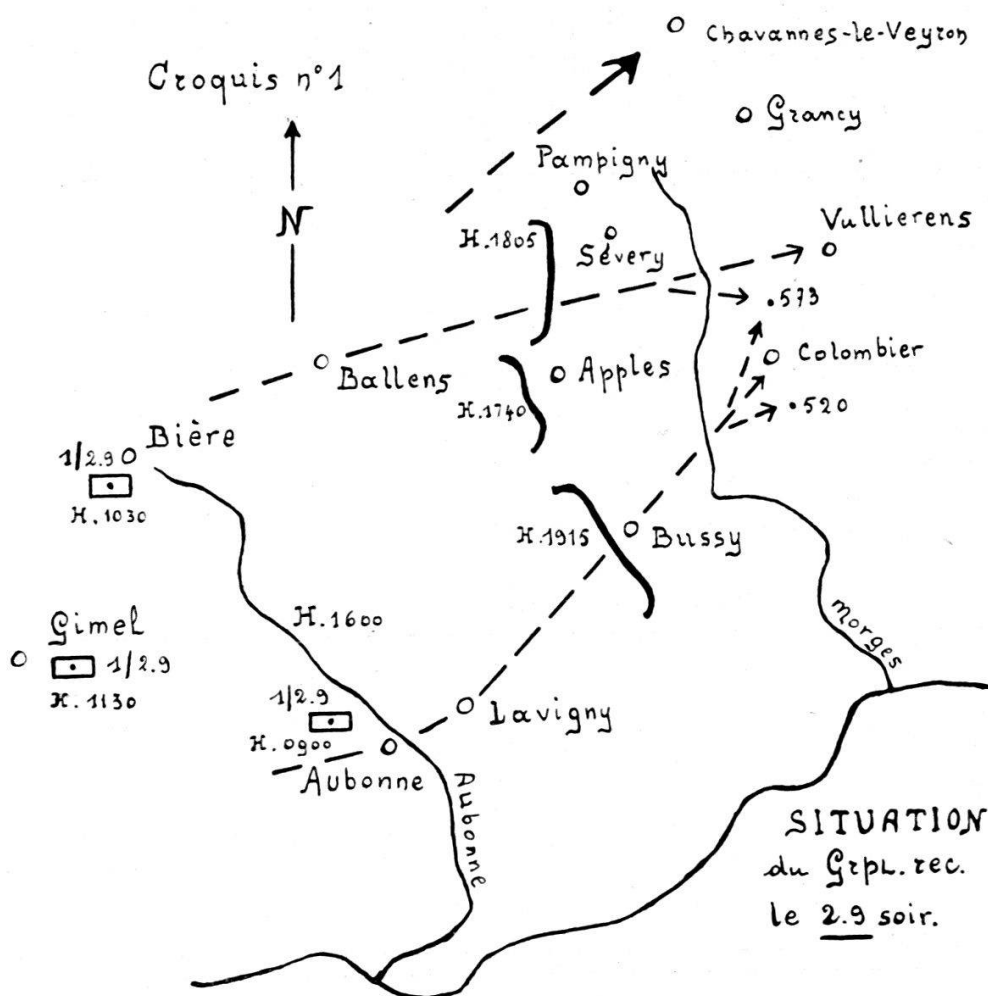 Croquis n°1
N
Chavannes-le-Veyron
Grancy
Pampigny
Vullierens
H.1805
Sévery
.573
Colombier
Ballens
Apples
H.1740
.520
Bière
1/2.9
H.1030
H.1915
Bussy
Gimel
1/2.9
H.1130
H.1600
Morges
1/2.9
H.0900
Lavigny
Aubonne
Aubonne
SITUATION
du Grpl. rec.
le 2.9 soir.